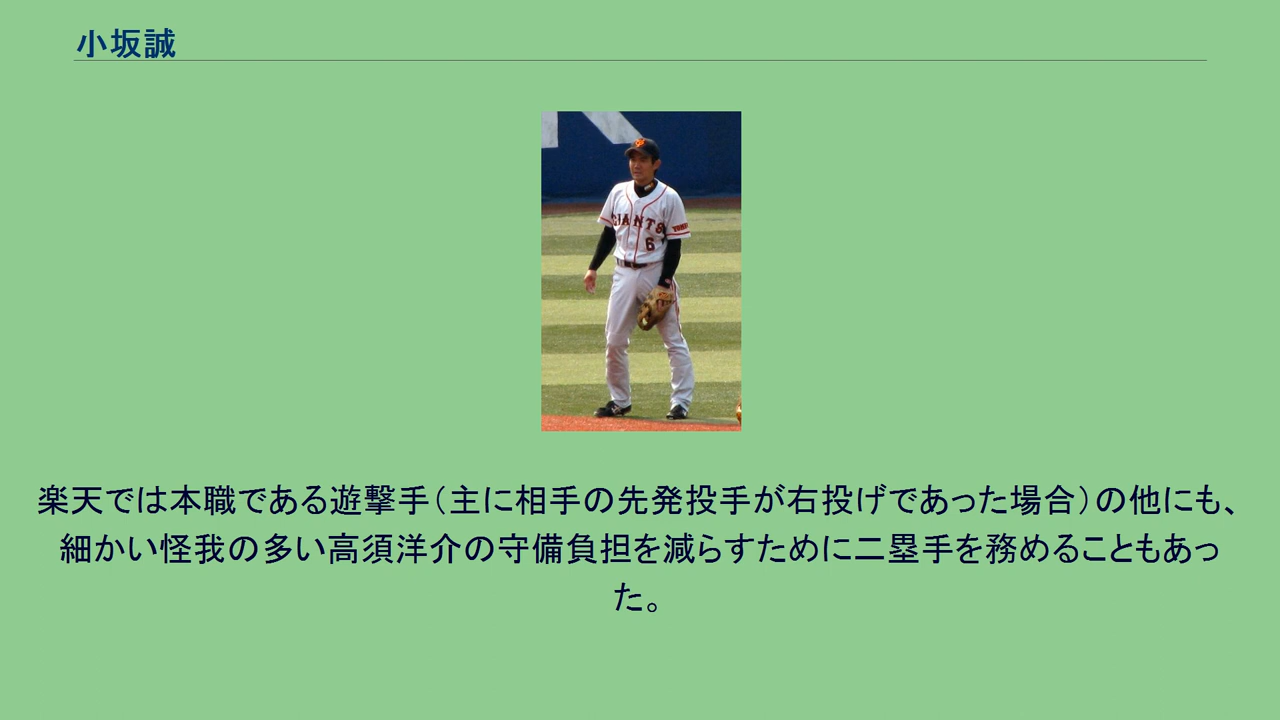 小坂誠
GIANTS
6
楽天では本職である遊撃手（主に相手の先発投手が右投げであった場合）の他にも、
細かい怪我の多い高須洋介の守備負担を減らすために二塁手を務めることもあっ
た。